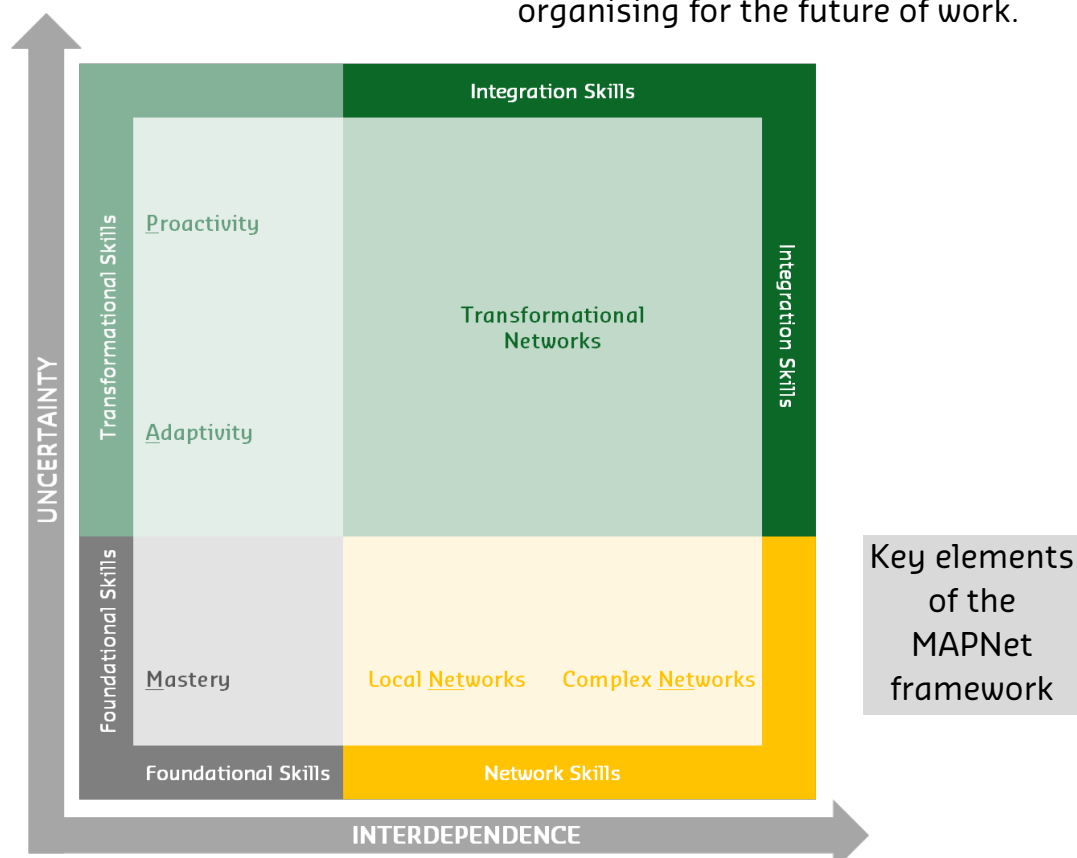 organising for the future of work.
Integration Skills
Transformational Skills
Proactivity
Integration Skills
Transformational
Networks
Adaptivity
UNCERTAINTY
Foundational Skills
Mastery
Local Networks
Complex Networks
Key elements
of the
MAPNet
framework
Foundational Skills
Network Skills
INTERDEPENDENCE